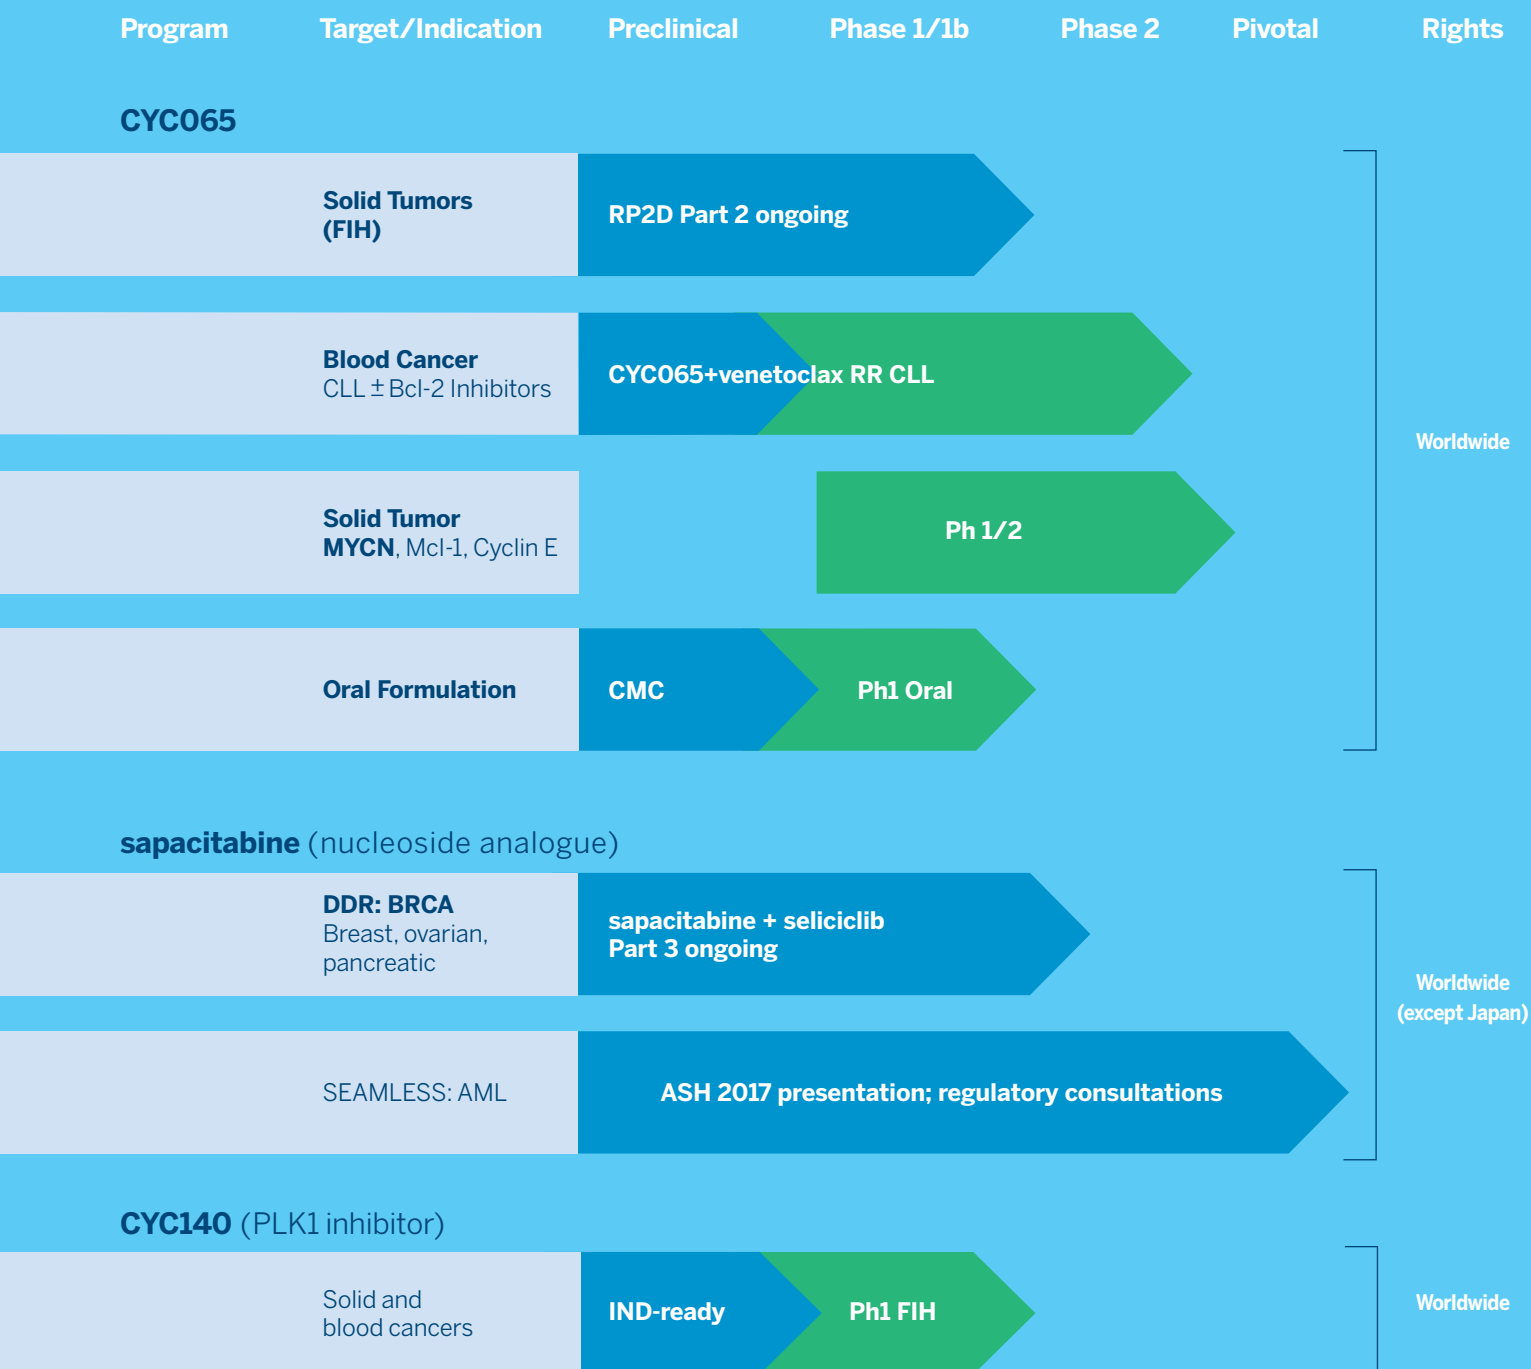 Program Target/Indication Preclinical Phase 1/1b Phase 2 Pivotal Rights
CYC065
Solid Tumors
(FIH)
RP2D Part 2 ongoing
Blood Cancer
CLL ± Bcl-2 Inhibitors
CYC065+venetoclax RR CLL
Worldwide
Solid Tumor
MYCN, Mcl-1, Cyclin E
Ph 1/2
Oral Formulation
CMC
Ph1 Oral
sapacitabine (nucleoside analogue)
DDR: BRCA
Breast, ovarian,
pancreatic
sapacitabine + seliciclib
Part 3 ongoing
Worldwide
(except Japan)
SEAMLESS: AML
ASH 2017 presentation; regulatory consultations
CYC140 (PLK1 inhibitor)
Solid and
blood cancers
IND-ready
Ph1 FIH
Worldwide